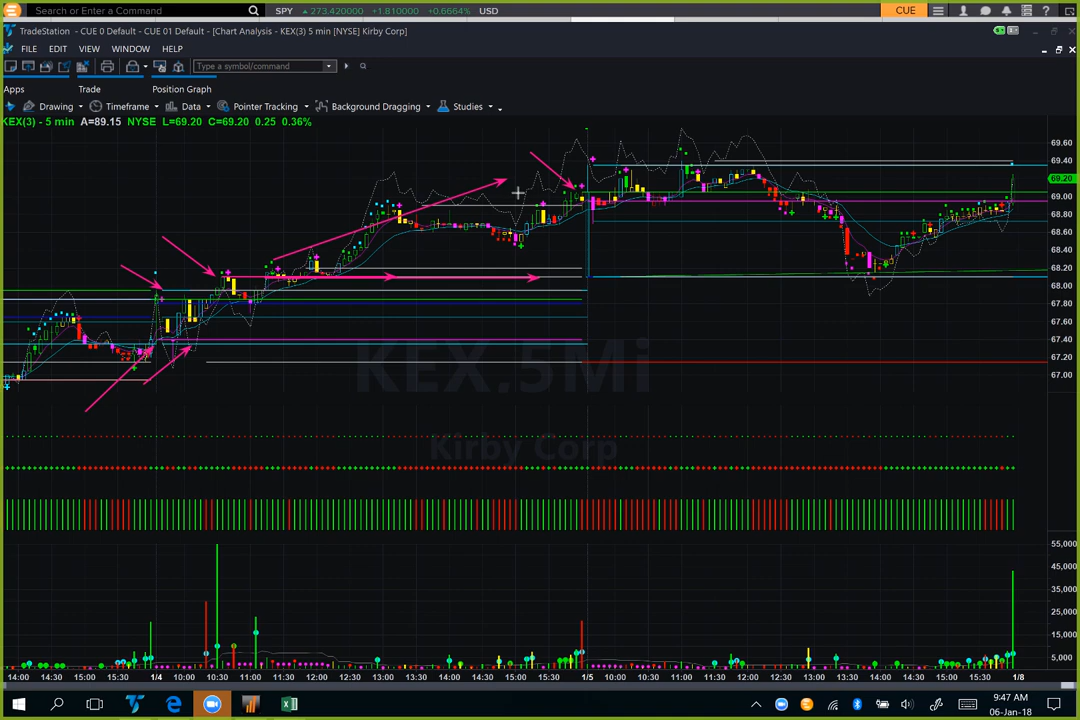 Search or Enter Command
SPY 273.420000 +1.810000 +0.6664% USD
CUE
TradeStation - CUE 0 Default - CUE 01 Default - [Chart Analysis - KEX(3) 5 min [NYSE] Kirby Corp]
FILE EDIT VIEW WINDOW HELP
Type a symbol/command
Apps Trade Position Graph
Drawing Timeframe Data Pointer Tracking Background Dragging Studies
KEX(3) - 5 min A=89.15 NYSE L=69.20 C=69.20 0.25 0.36%
69.60
69.40
69.20
69.00
68.80
68.60
68.40
68.20
68.00
67.80
67.60
67.40
67.20
67.00
KEX,5Mi
Kirby Corp
55,000
45,000
35,000
25,000
15,000
5,000
14:00 14:30 15:00 15:30 1/4 10:00 10:30 11:00 11:30 12:00 12:30 13:00 13:30 14:00 14:30 15:00 15:30 1/5 10:00 10:30 11:00 11:30 12:00 12:30 13:00 13:30 14:00 14:30 15:00 15:30 1/8
9:47 AM
06-Jan-18